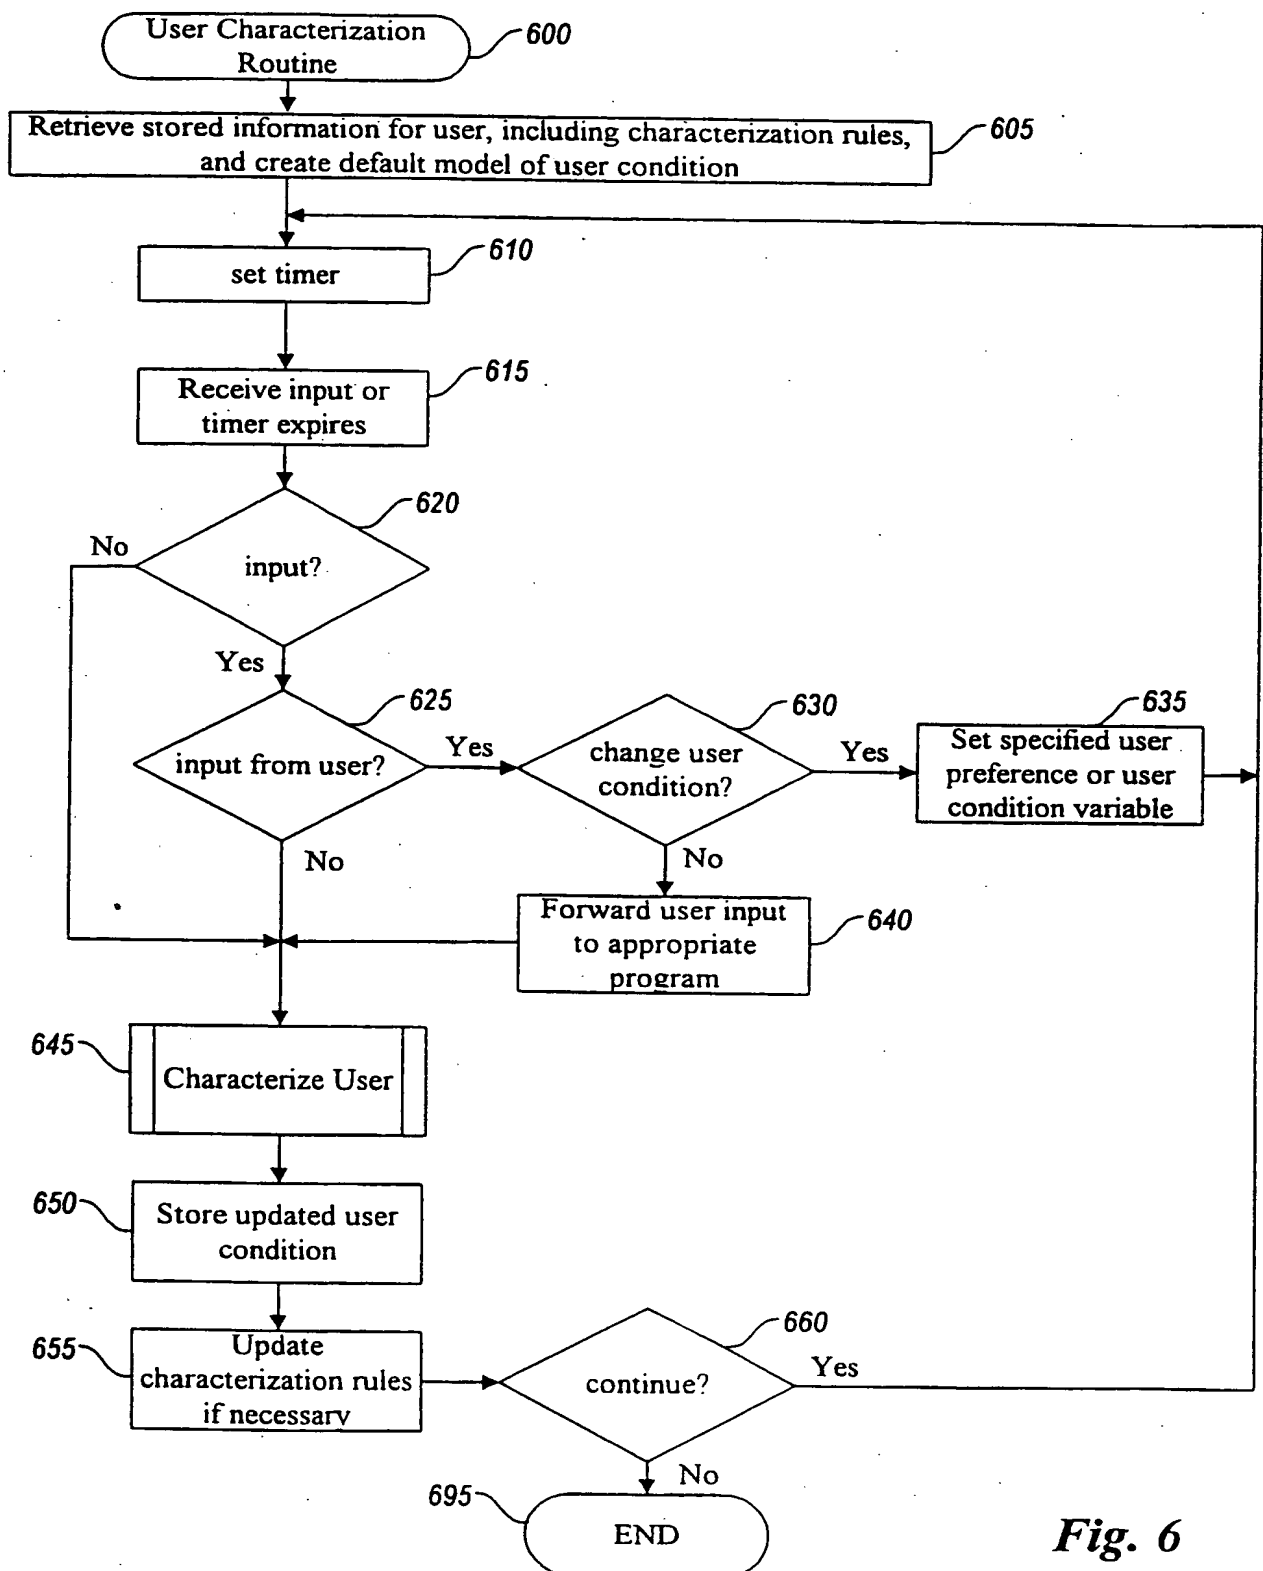 User Characterization
Routine
600
Retrieve stored information for user, including characterization rules,
and create default model of user condition
605
set timer
610
Receive input or
timer expires
615
input?
620
No
Yes
input from user?
625
Yes
No
change user
condition?
630
Yes
No
Set specified user
preference or user
condition variable
635
Forward user input
to appropriate
program
640
645
Characterize User
650
Store updated user
condition
655
Update
characterization rules
if necessary
continue?
660
Yes
No
695
END
Fig. 6